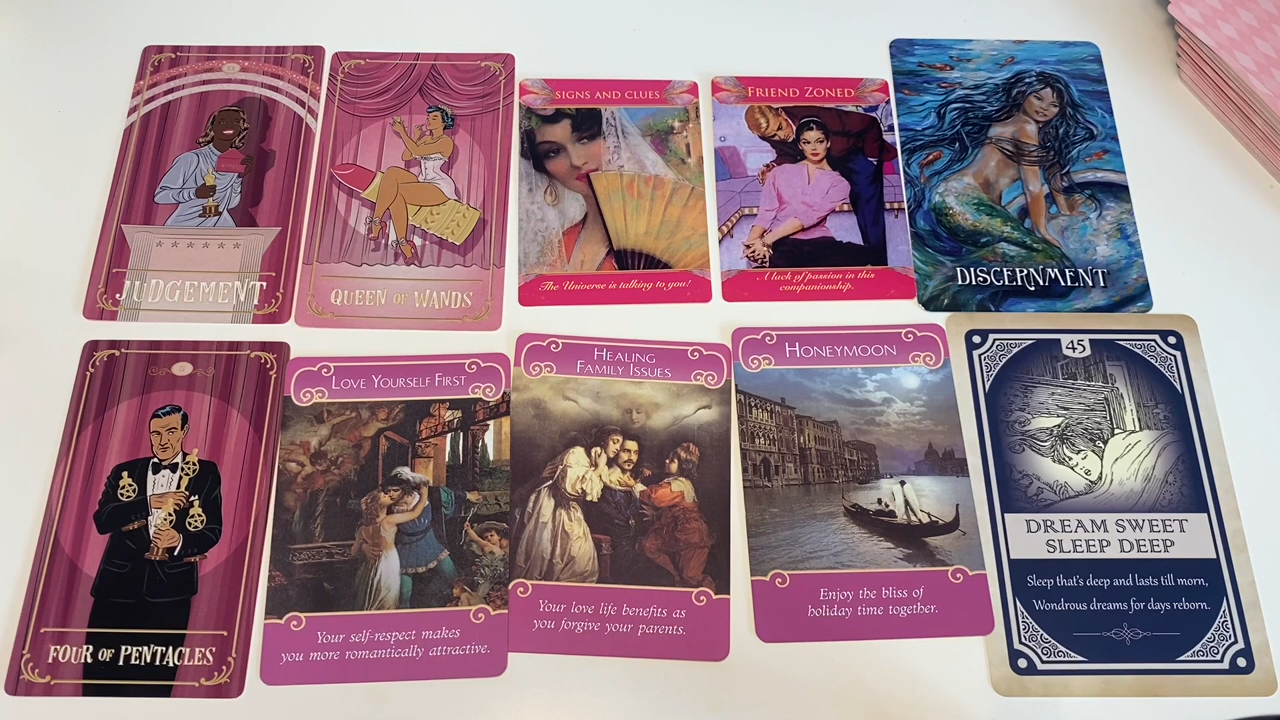 JUDGEMENT
QUEEN OF WANDS
SIGNS AND CLUES
The Universe is talking to you!
FRIEND ZONED
A lack of passion in this
companionship.
DISCERNMENT
FOUR OF PENTACLES
LOVE YOURSELF FIRST
Your self-respect makes
you more romantically attractive.
HEALING
FAMILY ISSUES
Your love life benefits as
you forgive your parents.
HONEYMOON
Enjoy the bliss of
holiday time together.
45
DREAM SWEET
SLEEP DEEP
Sleep that's deep and lasts till morn,
Wondrous dreams for days reborn.